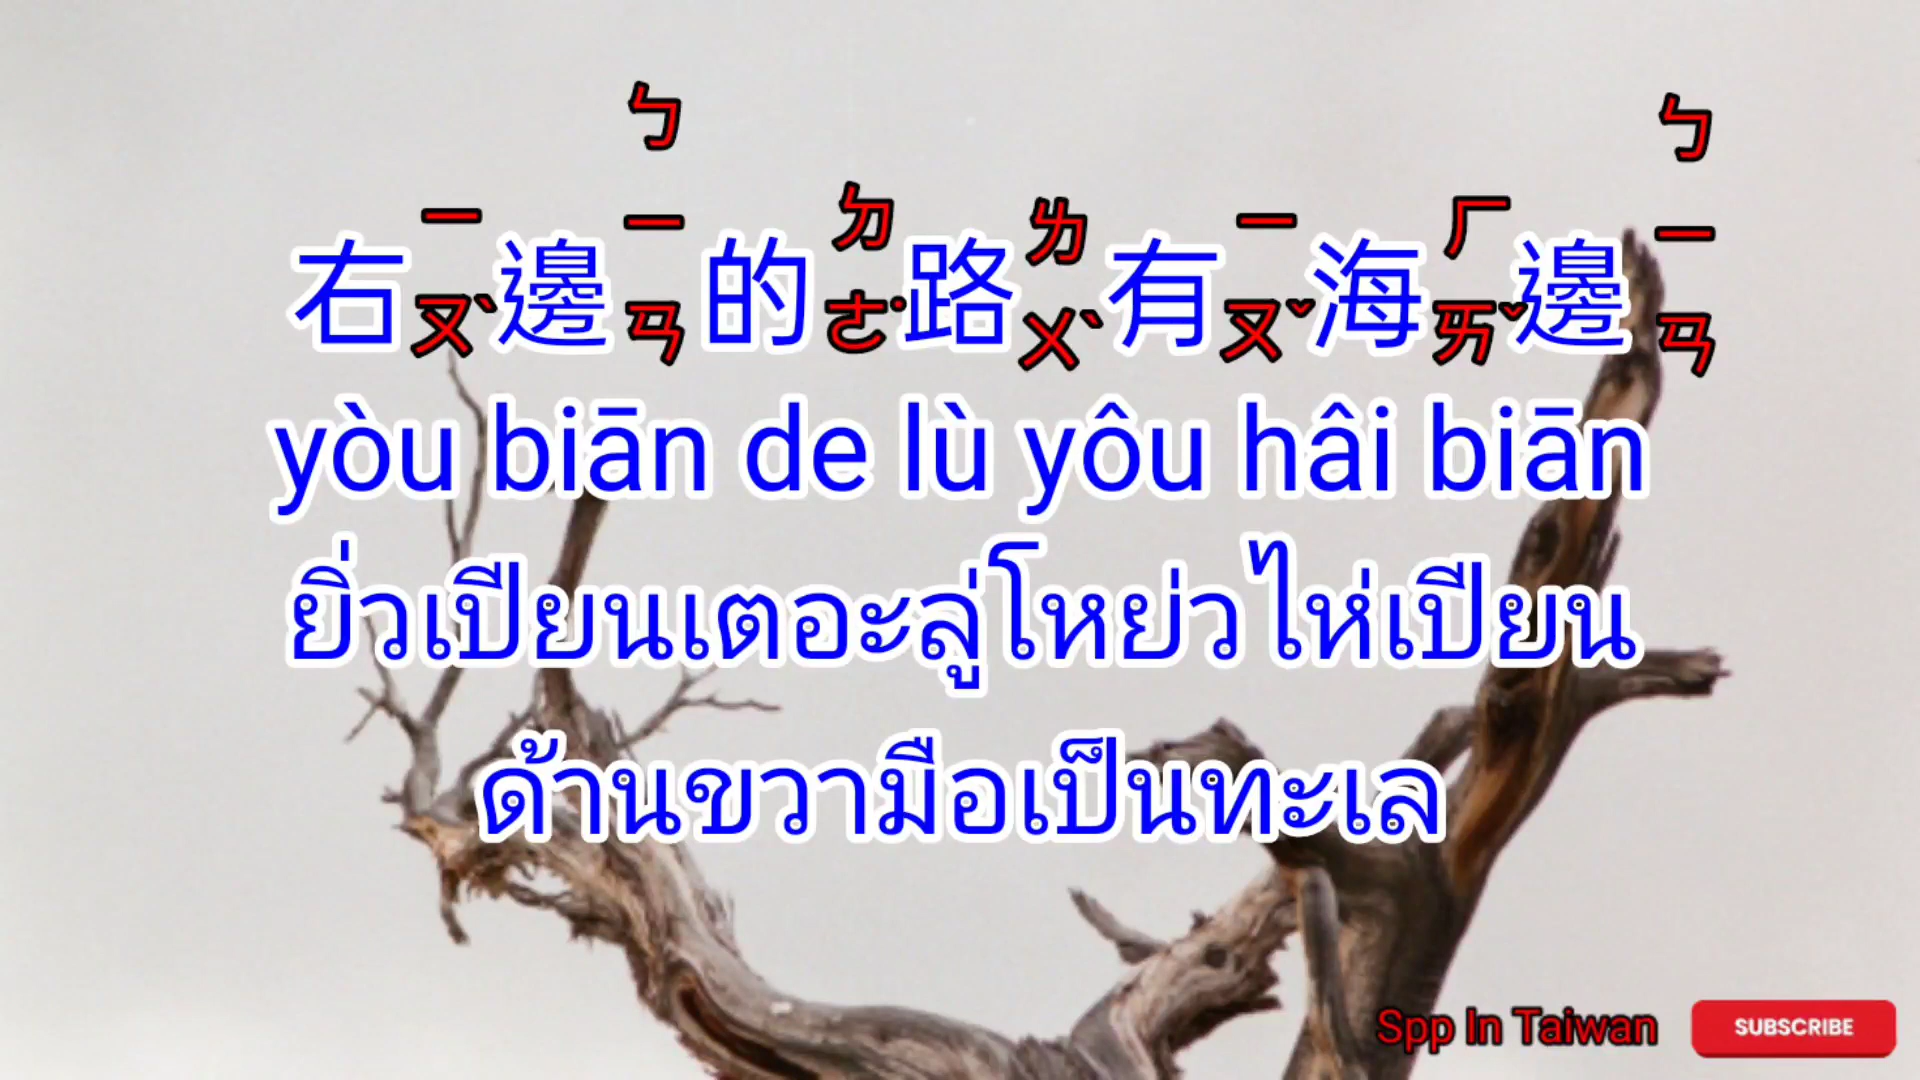 右ㄧㄡˋ邊ㄅㄧㄢ的ㄉㄜ˙路ㄌㄨˋ有ㄧㄡˇ海ㄏㄞˇ邊ㄅㄧㄢ
yòu biān de lù yôu hâi biān
ยิ่วเปียนเตอะลู่โหย่วไห่เปียน
ด้านขวามือเป็นทะเล
Spp In Taiwan SUBSCRIBE